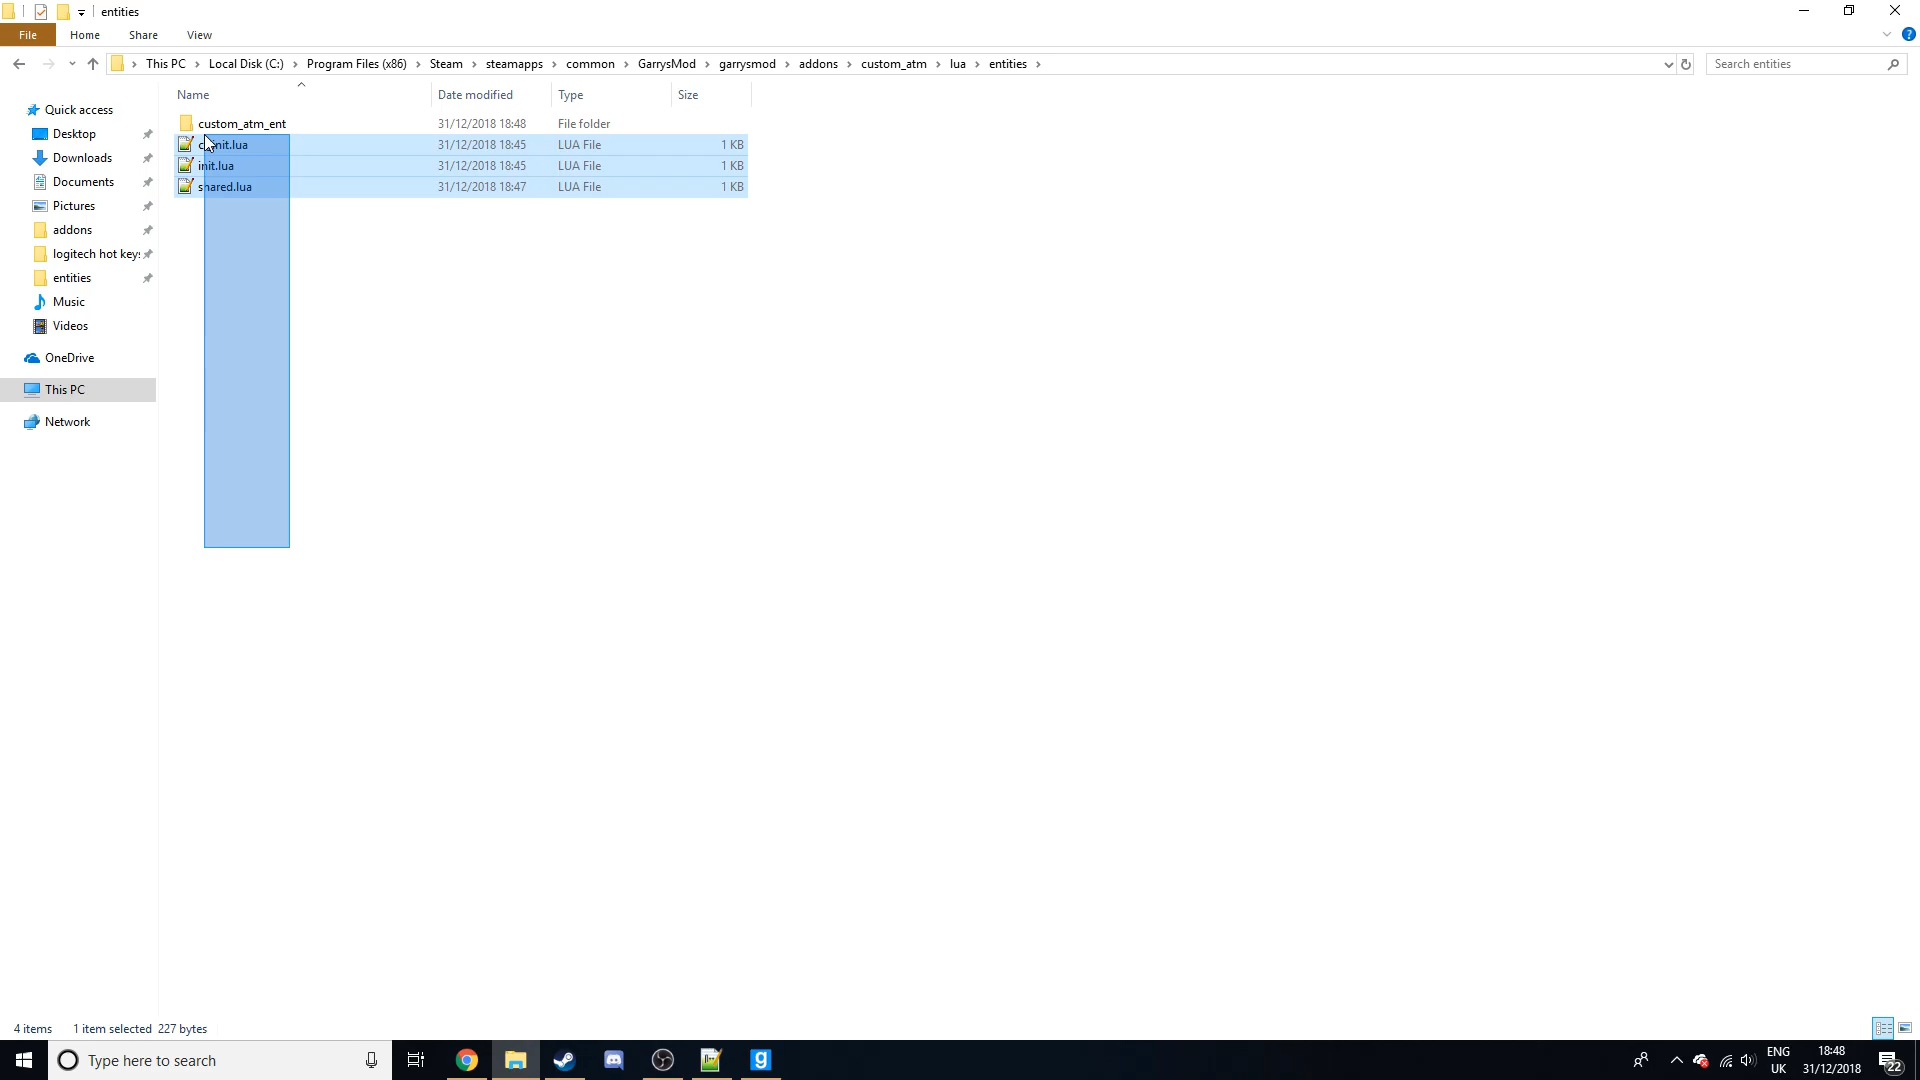 entities
File Home Share View
This PC Local Disk (C:) Program Files (x86) Steam steamapps common GarrysMod garrysmod addons custom_atm lua entities
Search entities
Name Date modified Type Size
Quick access
Desktop
Downloads
Documents
Pictures
addons
logitech hot key
entities
Music
Videos
OneDrive
This PC
Network
custom_atm_ent 31/12/2018 18:48 File folder
31/12/2018 18:45 LUA File 1 KB
init.lua 31/12/2018 18:45 LUA File 1 KB
shared.lua 31/12/2018 18:47 LUA File 1 KB
4 items 1 item selected 227 bytes
Type here to search
ENG
UK
18:48
31/12/2018
22